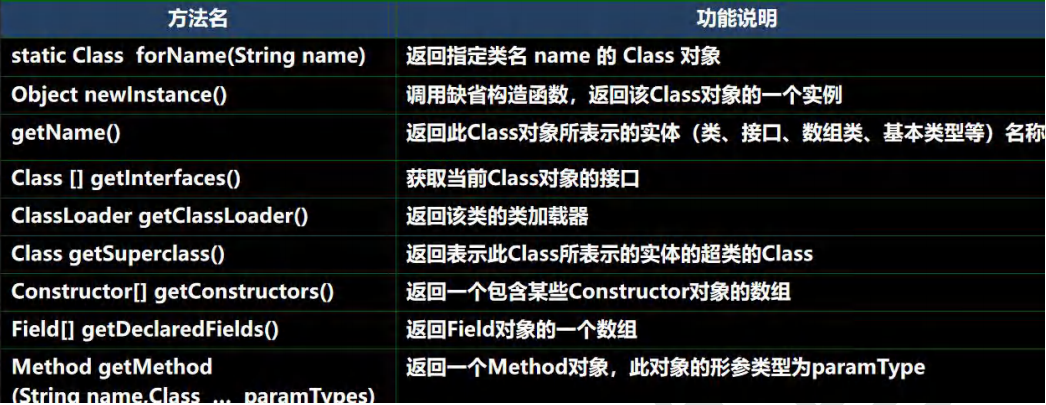 方法名 功能说明
static Class forName(String name) 返回指定类名 name 的 Class 对象
Object newInstance() 调用缺省构造函数，返回该Class对象的一个实例
getName() 返回此Class对象所表示的实体（类、接口、数组类、基本类型等）名称
Class [] getInterfaces() 获取当前Class对象的接口
ClassLoader getClassLoader() 返回该类的类加载器
Class getSuperclass() 返回表示此Class所表示的实体的超类的Class
Constructor[] getConstructors() 返回一个包含某些Constructor对象的数组
Field[] getDeclaredFields() 返回Field对象的一个数组
Method getMethod 返回一个Method对象，此对象的形参类型为paramType
(String name,Class … paramTypes)